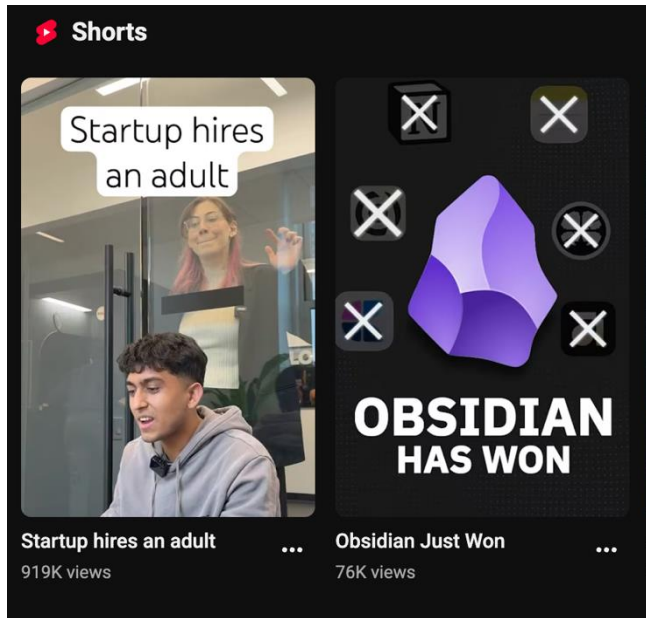 Shorts
Startup hires
an adult
LO
N
OBSIDIAN
HAS WON
Startup hires an adult
919K views
Obsidian Just Won
76K views